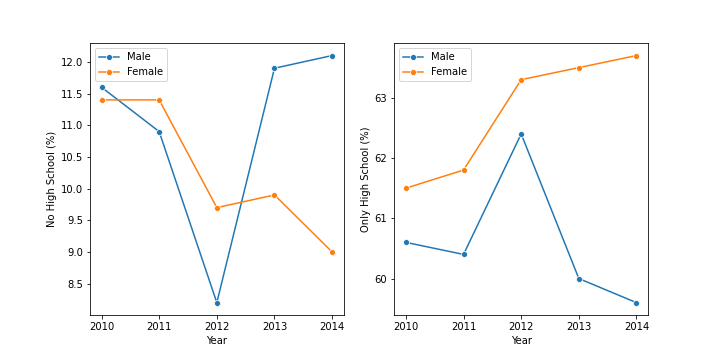 Male
Female
12.0
11.5
11.0
10.5
10.0
9.5
9.0
8.5
No High School (%)
2010 2011 2012 2013 2014
Year
Male
Female
63
62
61
60
Only High School (%)
2010 2011 2012 2013 2014
Year